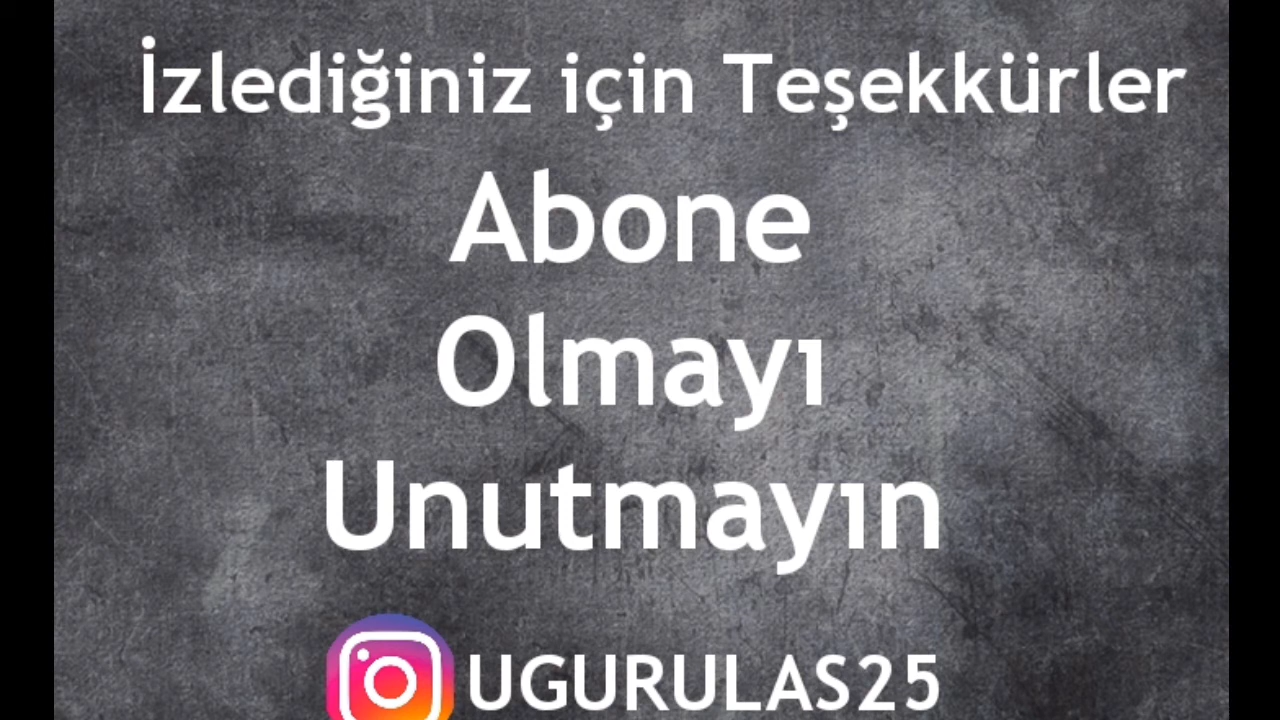 İzlediğiniz için Teşekkürler
Abone
Olmayı
Unutmayın
UGURULAS25